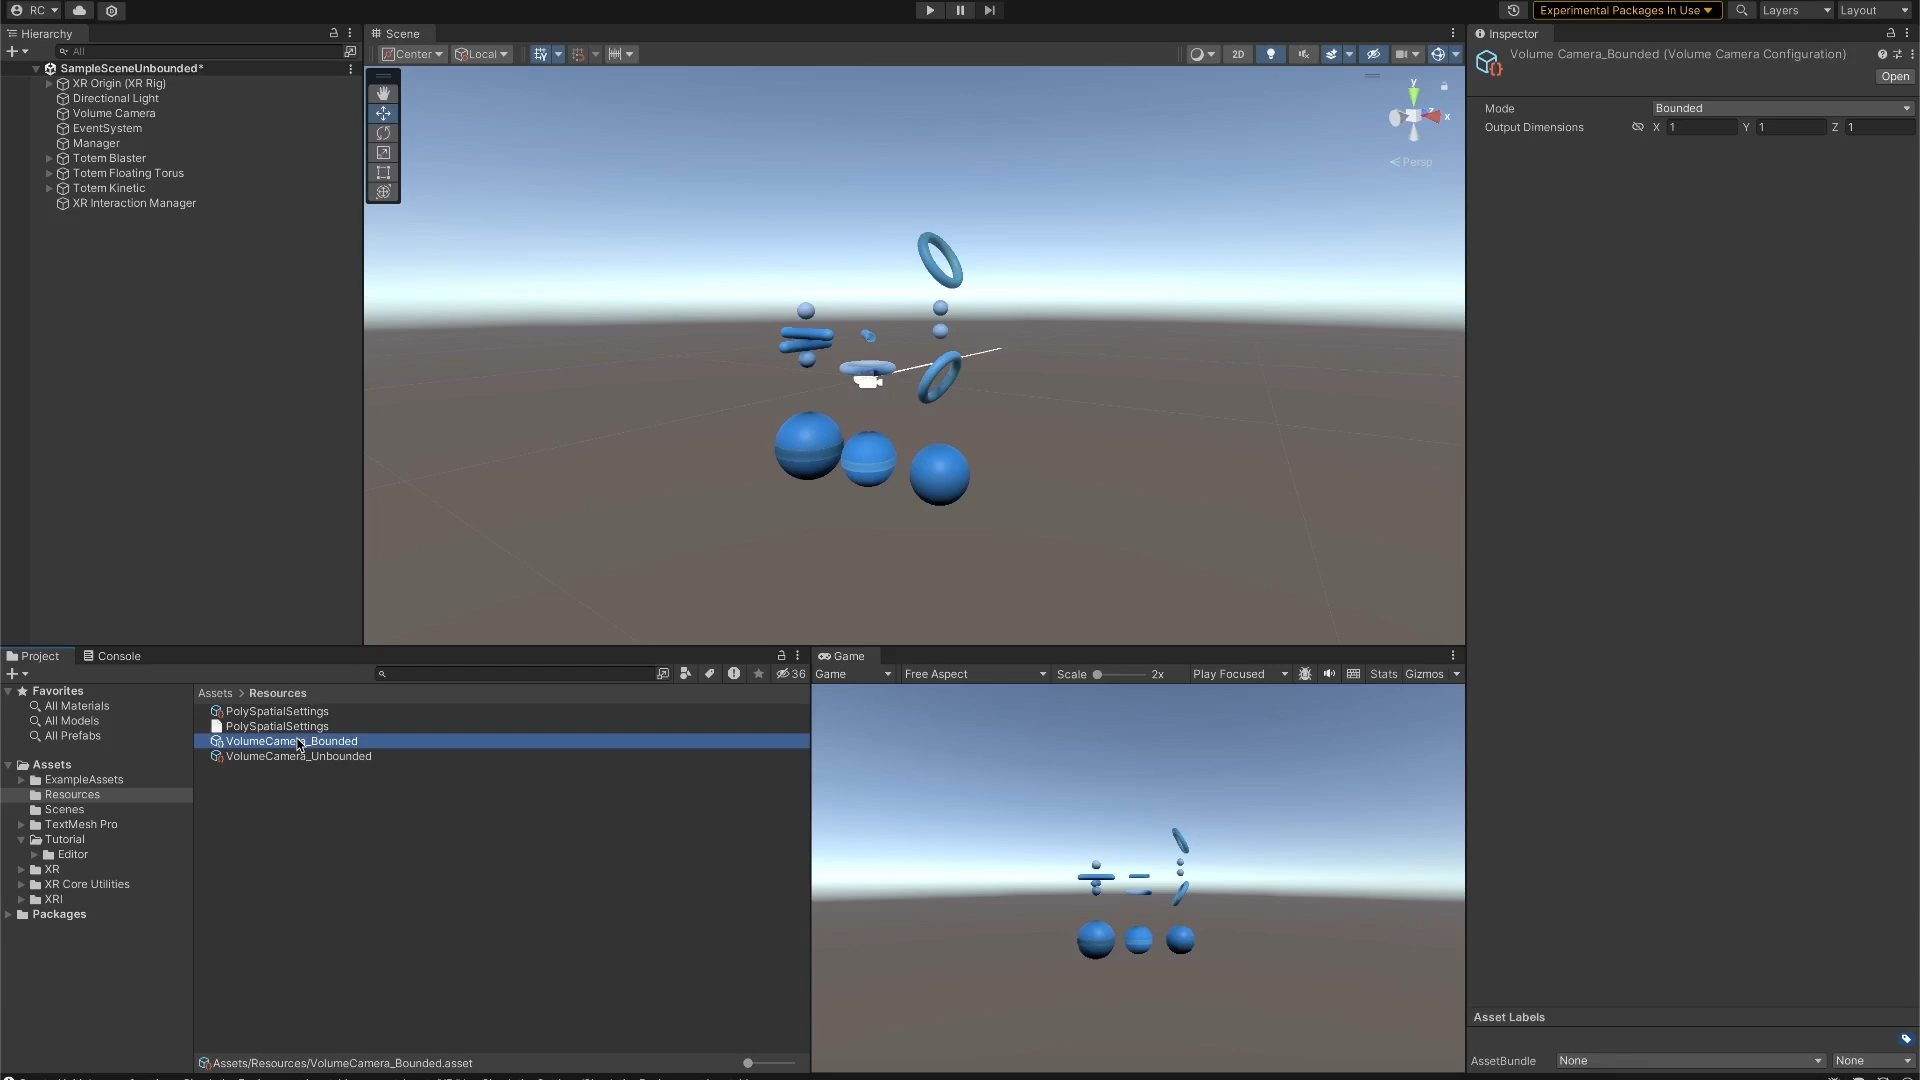 RC
Experimental Packages In Use
Layers
Layout
Hierarchy
All
SampleSceneUnbounded*
XR Origin (XR Rig)
Directional Light
Volume Camera
EventSystem
Manager
Totem Blaster
Totem Floating Torus
Totem Kinetic
XR Interaction Manager
Scene
Center
Local
2D
y
x
z
Persp
Inspector
Volume Camera_Bounded (Volume Camera Configuration)
Open
Mode
Bounded
Output Dimensions
X 1 Y 1 Z 1
Project
Console
36
Favorites
All Materials
All Models
All Prefabs
Assets
ExampleAssets
Resources
Scenes
TextMesh Pro
Tutorial
Editor
XR
XR Core Utilities
XRI
Packages
Assets > Resources
PolySpatialSettings
PolySpatialSettings
VolumeCamera_Bounded
VolumeCamera_Unbounded
Assets/Resources/VolumeCamera_Bounded.asset
Game
Game
Free Aspect
Scale
2x
Play Focused
Stats
Gizmos
Asset Labels
AssetBundle
None
None